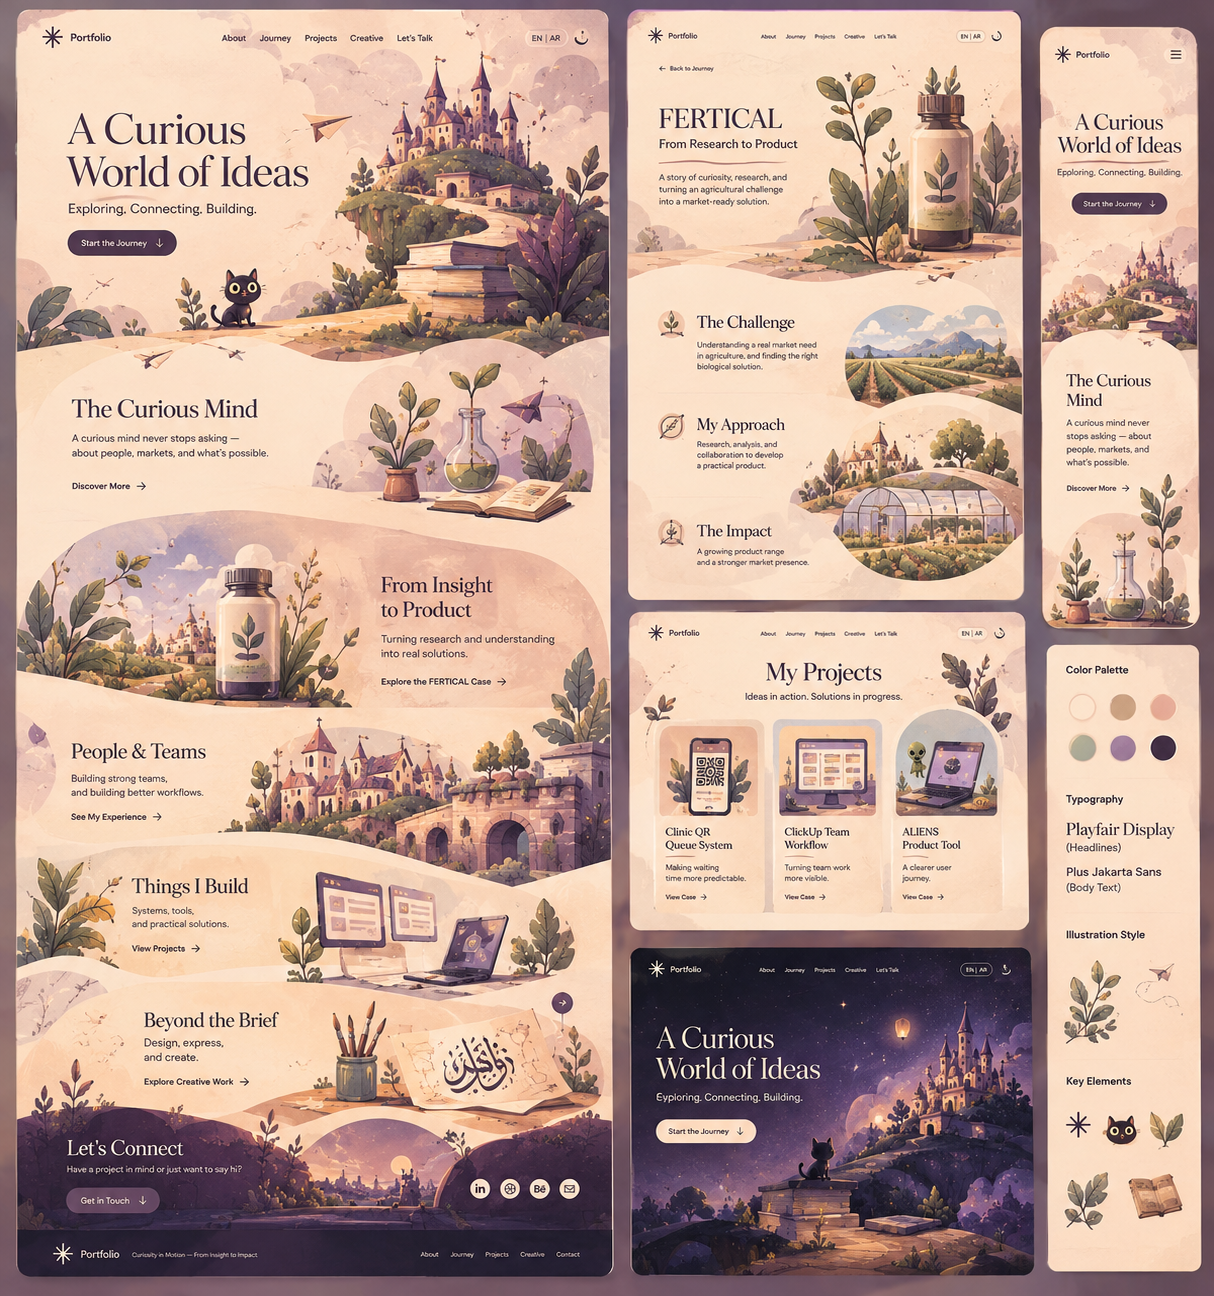 Portfolio
About Journey Projects Creative Let's Talk
EN | AR
A Curious
World of Ideas
Exploring. Connecting. Building.
Start the Journey ↓
The Curious Mind
A curious mind never stops asking —
about people, markets, and what's possible.
Discover More →
From Insight
to Product
Turning research and understanding
into real solutions.
Explore the FERTICAL Case →
People & Teams
Building strong teams,
and building better workflows.
See My Experience →
Things I Build
Systems, tools,
and practical solutions.
View Projects →
Beyond the Brief
Design, express,
and create.
Explore Creative Work →
Let's Connect
Have a project in mind or just want to say hi?
Get in Touch ↓
in
Bē
Portfolio
Curiosity in Motion — From Insight to Impact
About Journey Projects Creative Contact
Portfolio
About Journey Projects Creative Let's Talk
EN | AR
← Back to Journey
FERTICAL
From Research to Product
A story of curiosity, research, and
turning an agricultural challenge
into a market-ready solution.
The Challenge
Understanding a real market need
in agriculture, and finding the right
biological solution.
My Approach
Research, analysis, and
collaboration to develop
a practical product.
The Impact
A growing product range
and a stronger market presence.
Portfolio
About Journey Projects Creative Let's Talk
EN | AR
My Projects
Ideas in action. Solutions in progress.
Clinic QR
Queue System
Making waiting
time more predictable.
View Case →
ClickUp Team
Workflow
Turning team work
more visible.
View Case →
ALIENS
Product Tool
A clearer user
journey.
View Case →
Portfolio
About Journey Projects Creative Let's Talk
A Curious
World of Ideas
Eyploring. Connecting. Building.
Start the Journey ↓
Portfolio
A Curious
World of Ideas
Epploring. Connecting. Building.
Start the Journey ↓
The Curious
Mind
A curious mind never
stops asking — about
people, markets, and
what's possible.
Discover More →
Color Palette
Typography
Playfair Display
(Headlines)
Plus Jakarta Sans
(Body Text)
Illustration Style
Key Elements